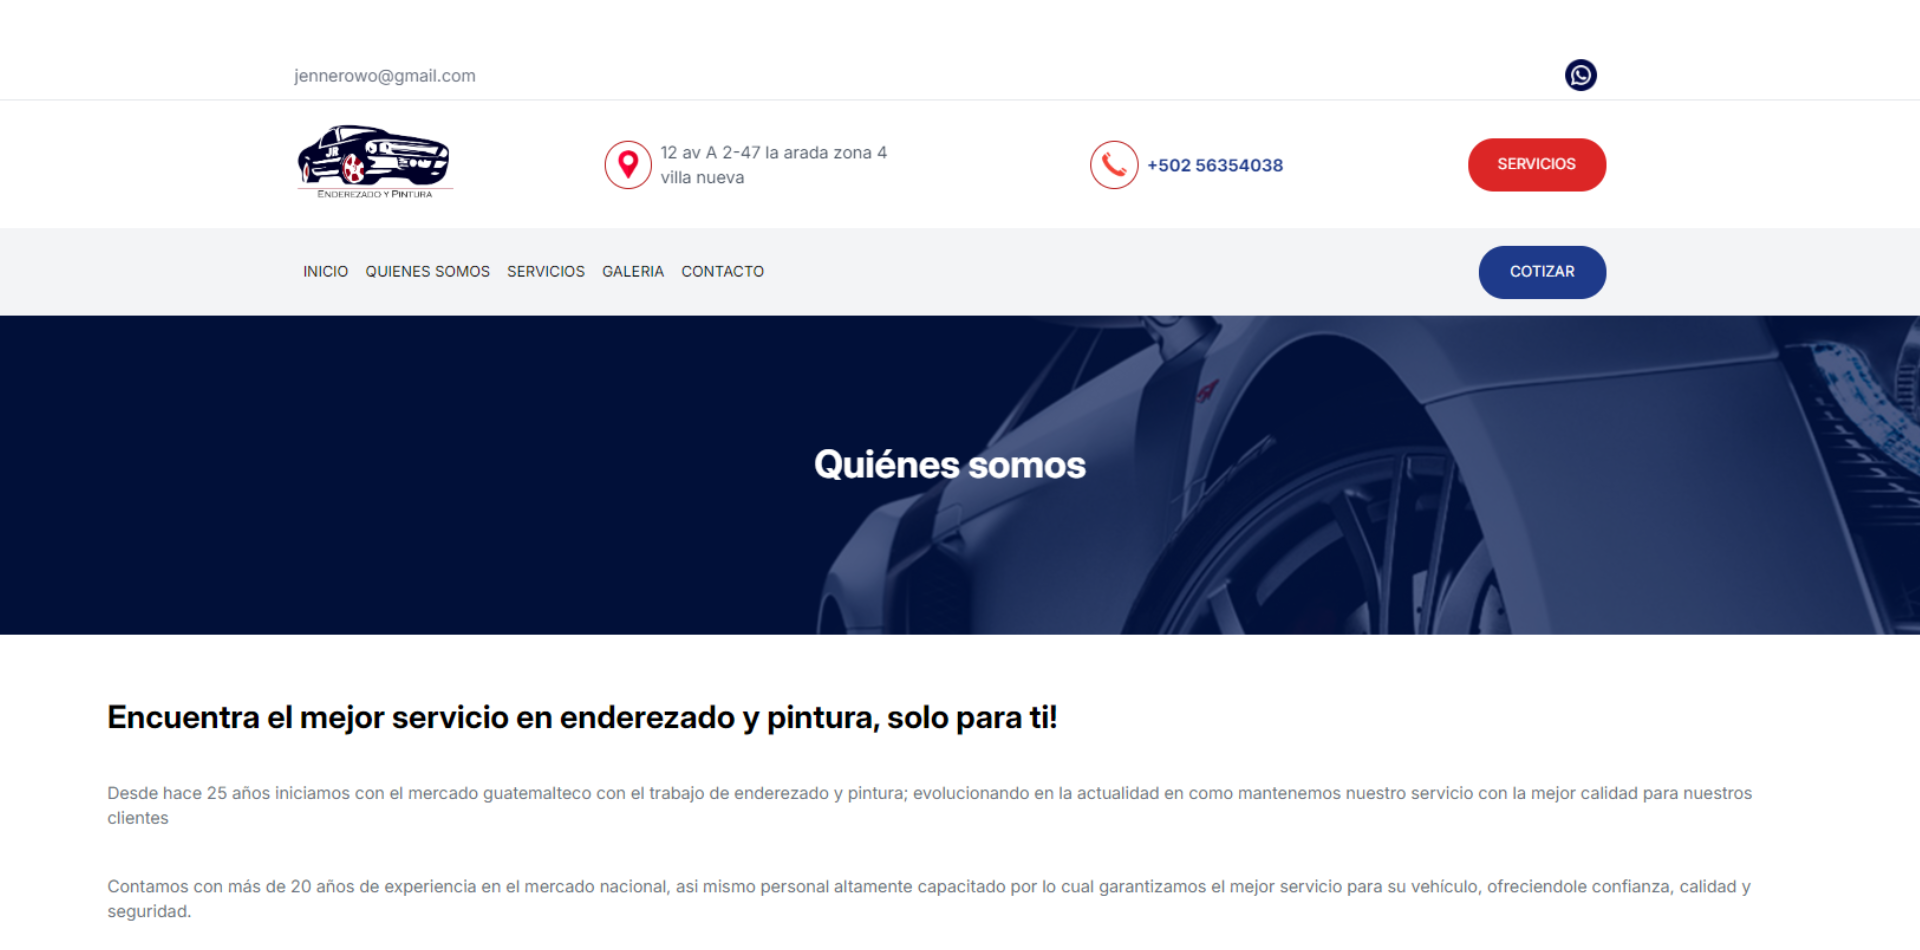 jennerowo@gmail.com
JR
ENDEREZADO Y PINTURA
12 av A 2-47 la arada zona 4
villa nueva
+502 56354038
SERVICIOS
INICIO QUIENES SOMOS SERVICIOS GALERIA CONTACTO
COTIZAR
Quiénes somos
Encuentra el mejor servicio en enderezado y pintura, solo para ti!
Desde hace 25 años iniciamos con el mercado guatemalteco con el trabajo de enderezado y pintura; evolucionando en la actualidad en como mantenemos nuestro servicio con la mejor calidad para nuestros
clientes
Contamos con más de 20 años de experiencia en el mercado nacional, asi mismo personal altamente capacitado por lo cual garantizamos el mejor servicio para su vehículo, ofreciendole confianza, calidad y
seguridad.